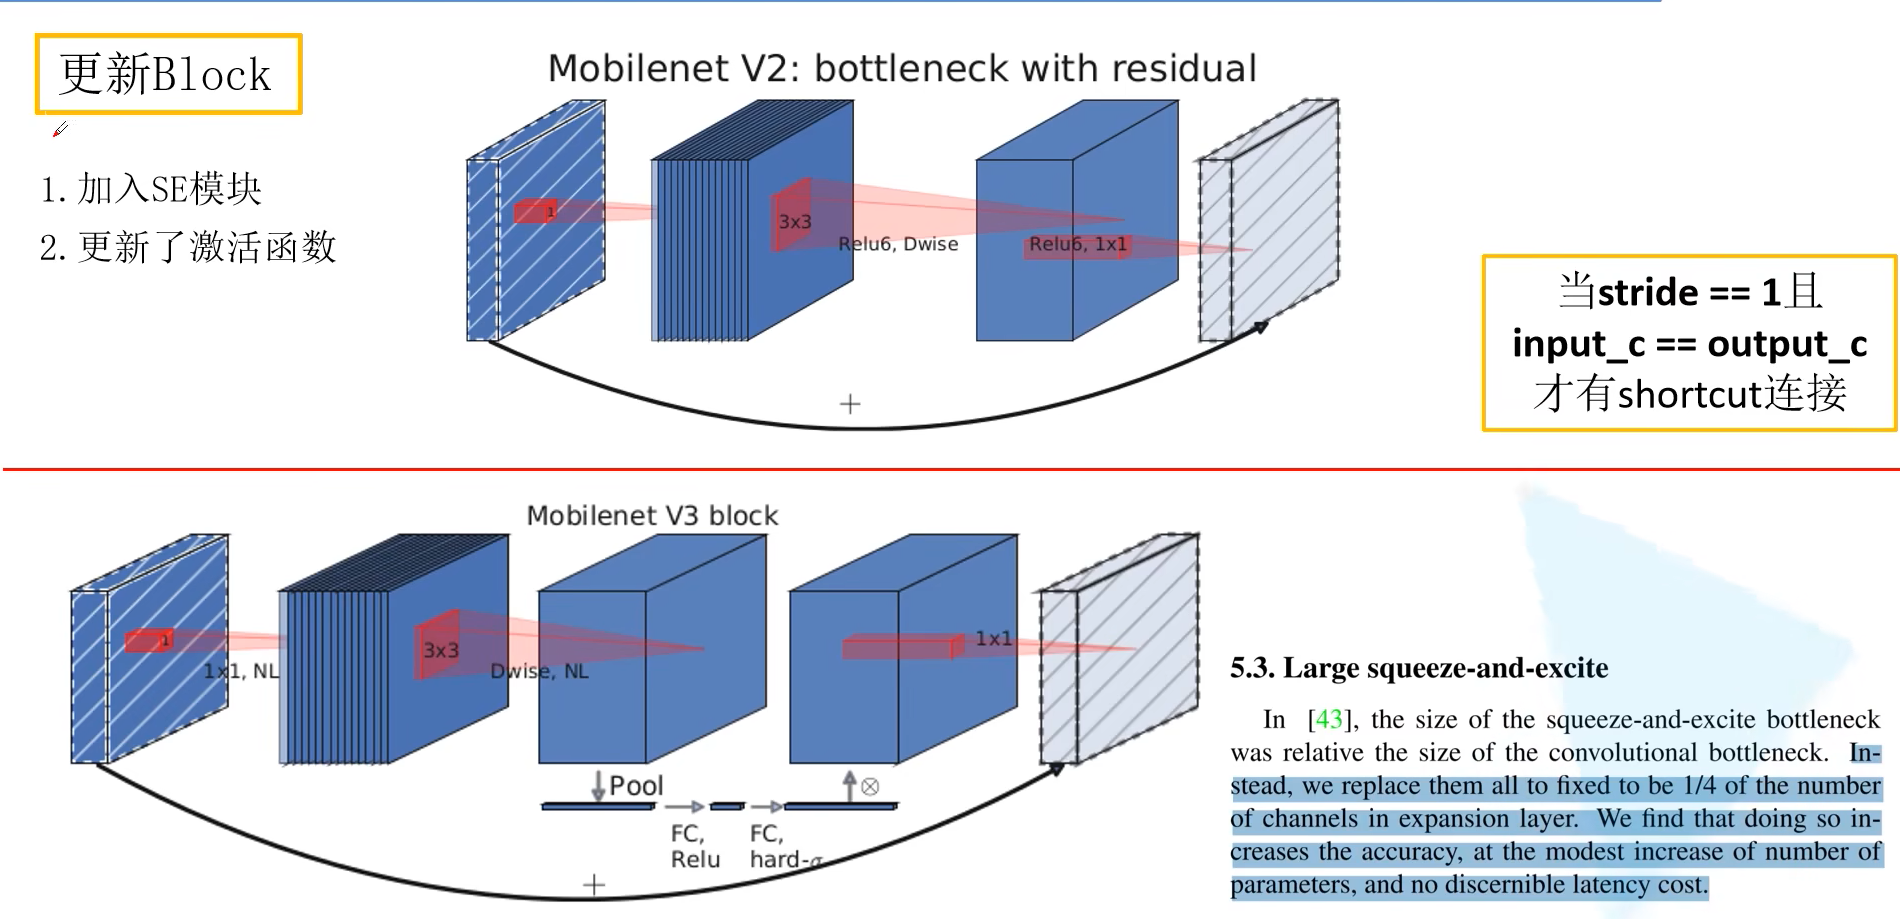 更新Block
1. 加入SE模块
2. 更新了激活函数
Mobilenet V2: bottleneck with residual
1
3x3
Relu6, Dwise
Relu6, 1x1
+
当stride == 1且
input_c == output_c
才有shortcut连接
Mobilenet V3 block
1
1x1, NL
3x3
Dwise, NL
1x1
Pool
⊗
FC,
Relu
FC,
hard-σ
+
5.3. Large squeeze-and-excite
In [43], the size of the squeeze-and-excite bottleneck
was relative the size of the convolutional bottleneck. In-
stead, we replace them all to fixed to be 1/4 of the number
of channels in expansion layer. We find that doing so in-
creases the accuracy, at the modest increase of number of
parameters, and no discernible latency cost.